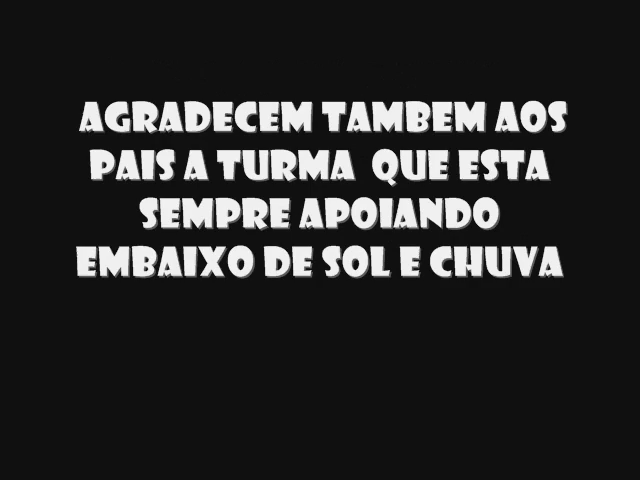 AGRADECEM TAMBEM AOS
PAIS A TURMA QUE ESTA
SEMPRE APOIANDO
EMBAIXO DE SOL E CHUVA